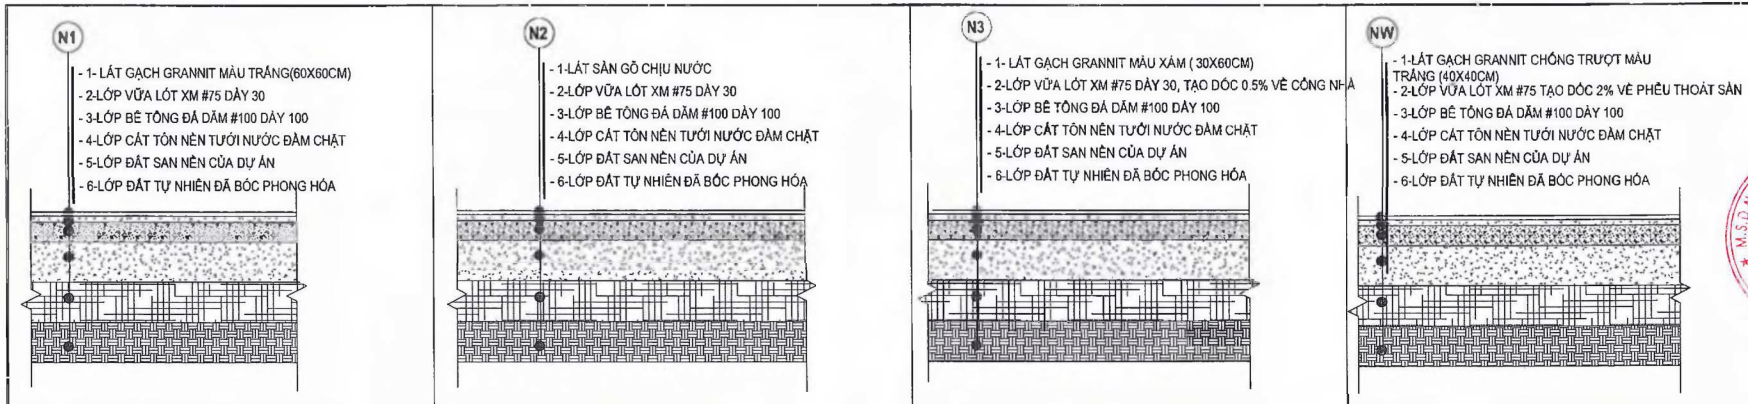 N1
- 1- LÁT GẠCH GRANNIT MÀU TRẮNG(60X60CM)
- 2-LỚP VỮA LÓT XM #75 DÀY 30
- 3-LỚP BÊ TÔNG ĐÁ DĂM #100 DÀY 100
- 4-LỚP CÁT TÔN NỀN TƯỚI NƯỚC ĐẦM CHẶT
- 5-LỚP ĐẤT SAN NỀN CỦA DỰ ÁN
- 6-LỚP ĐẤT TỰ NHIÊN ĐÃ BÓC PHONG HÓA
N2
- 1-LÁT SÀN GỖ CHỊU NƯỚC
- 2-LỚP VỮA LÓT XM #75 DÀY 30
- 3-LỚP BÊ TÔNG ĐÁ DĂM #100 DÀY 100
- 4-LỚP CÁT TÔN NỀN TƯỚI NƯỚC ĐẦM CHẶT
- 5-LỚP ĐẤT SAN NỀN CỦA DỰ ÁN
- 6-LỚP ĐẤT TỰ NHIÊN ĐÃ BÓC PHONG HÓA
N3
- 1- LÁT GẠCH GRANNIT MÀU XÁM ( 30X60CM)
- 2-LỚP VỮA LÓT XM #75 DÀY 30, TẠO DỐC 0.5% VỀ CỔNG NHÀ
- 3-LỚP BÊ TÔNG ĐÁ DĂM #100 DÀY 100
- 4-LỚP CÁT TÔN NỀN TƯỚI NƯỚC ĐẦM CHẶT
- 5-LỚP ĐẤT SAN NỀN CỦA DỰ ÁN
- 6-LỚP ĐẤT TỰ NHIÊN ĐÃ BÓC PHONG HÓA
NW
- 1-LÁT GẠCH GRANNIT CHỐNG TRƯỢT MÀU
TRẮNG (40X40CM)
- 2-LỚP VỮA LÓT XM #75 TẠO DỐC 2% VỀ PHỄU THOÁT SÀN
- 3-LỚP BÊ TÔNG ĐÁ DĂM #100 DÀY 100
- 4-LỚP CÁT TÔN NỀN TƯỚI NƯỚC ĐẦM CHẶT
- 5-LỚP ĐẤT SAN NỀN CỦA DỰ ÁN
- 6-LỚP ĐẤT TỰ NHIÊN ĐÃ BÓC PHONG HÓA
★ M.S.D.N